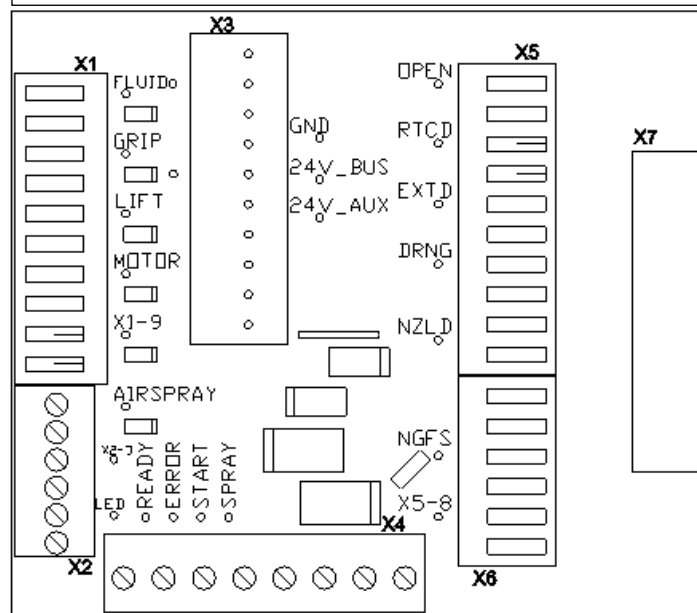 X1
FLUIDo
GRIP
LIFT
MOTOR
X1-9
AIRSPRAY
X2-7
LED
READY
ERROR
START
SPRAY
X2
X3
GND
24V_BUS
24V_AUX
X4
X5
OPEN
RTCD
EXTD
DRNG
NZLD
NGFS
X5-8
X6
X7